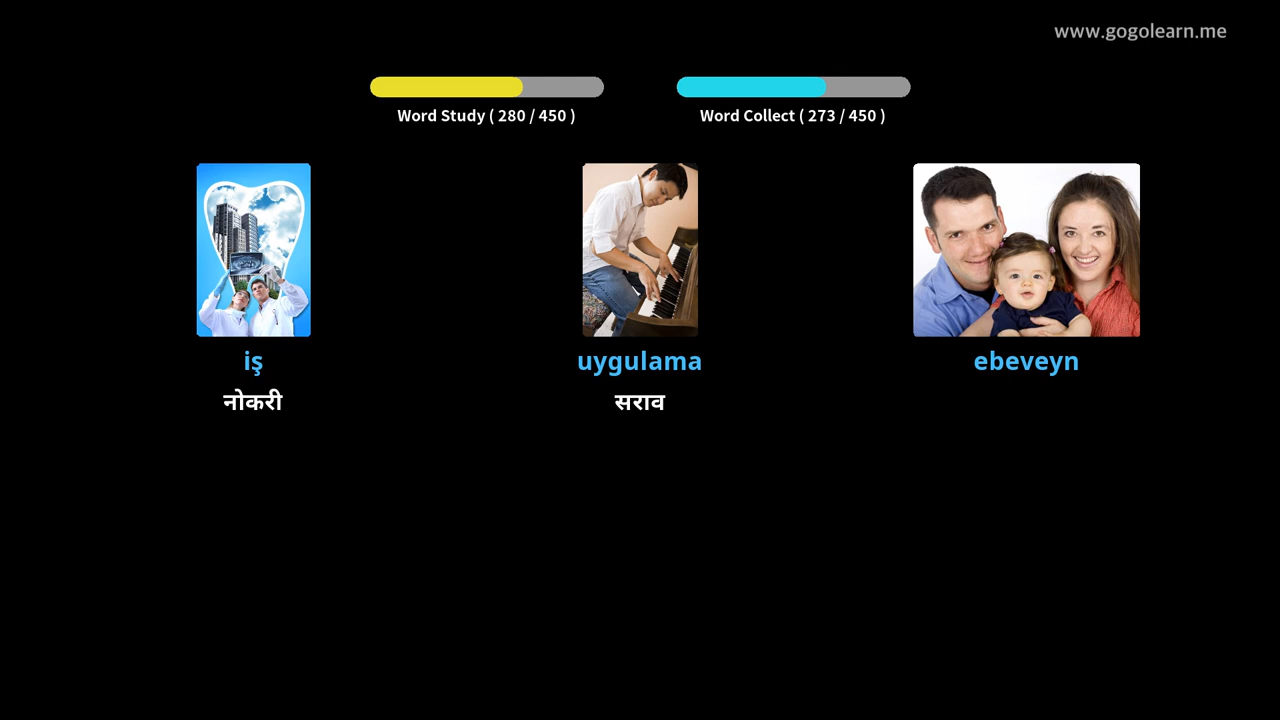 www.gogolearn.me
Word Study ( 280 / 450 )
Word Collect ( 273 / 450 )
iş
uygulama
ebeveyn
नोकरी
सराव